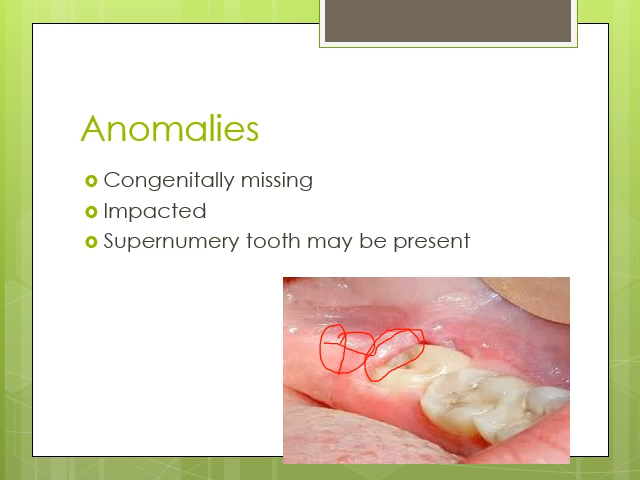 Anomalies
Congenitally missing
Impacted
Supernumery tooth may be present